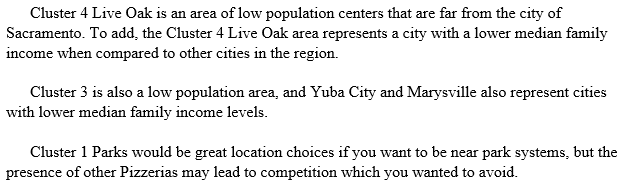 Cluster 4 Live Oak is an area of low population centers that are far from the city of
Sacramento. To add, the Cluster 4 Live Oak area represents a city with a lower median family
income when compared to other cities in the region.
Cluster 3 is also a low population area, and Yuba City and Marysville also represent cities
with lower median family income levels.
Cluster 1 Parks would be great location choices if you want to be near park systems, but the
presence of other Pizzerias may lead to competition which you wanted to avoid.